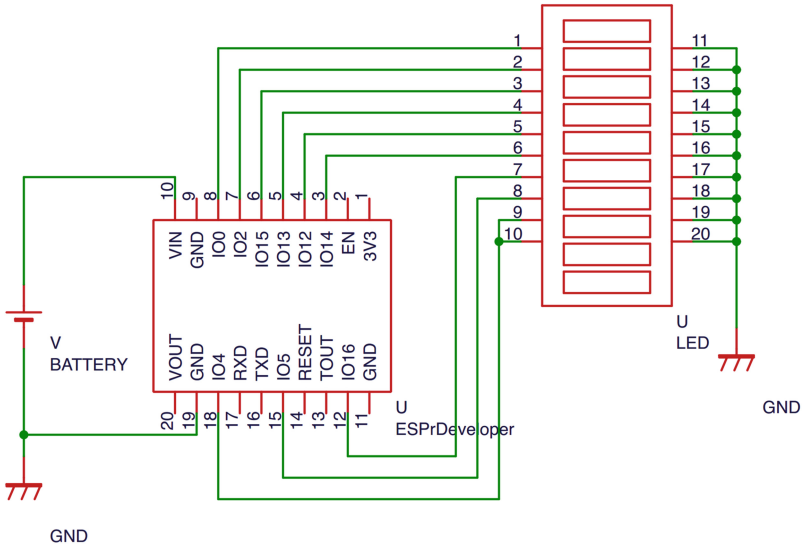 1 11
2 12
3 13
4 14
5 15
6 16
7 17
8 18
9 19
10 20
10 9 8 7 6 5 4 3 2 1
VIN GND IO0 IO2 IO15 IO13 IO12 IO14 EN 3V3
U
LED
V
BATTERY
VOUT GND IO4 RXD TXD IO5 RESET TOUT IO16 GND
20 19 18 17 16 15 14 13 12 11
U
ESPrDeveloper
GND
GND